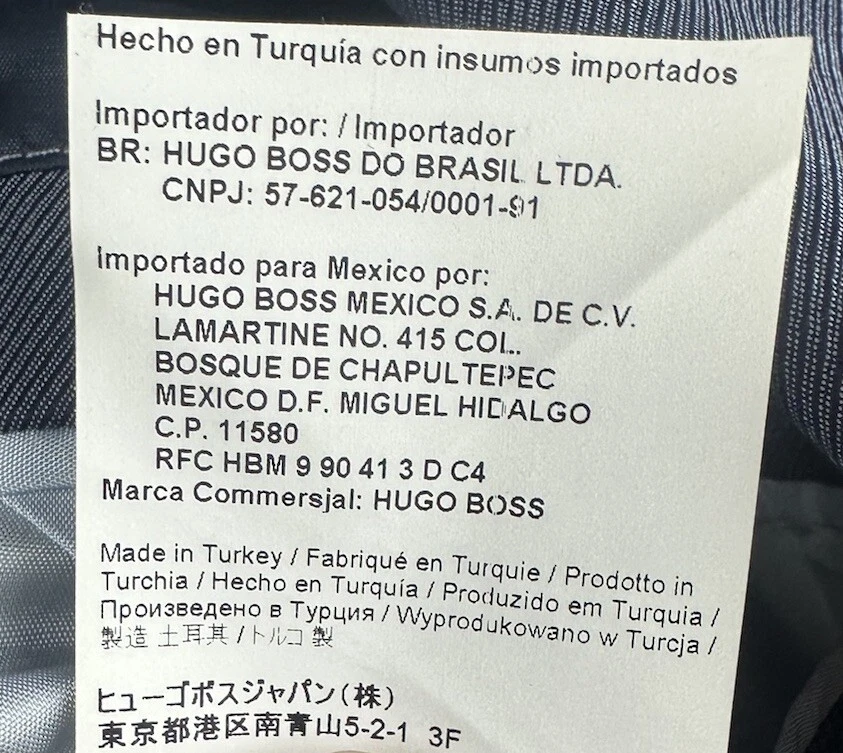 Hecho en Turquía con insumos importados
Importador por: / Importador
BR: HUGO BOSS DO BRASIL LTDA.
CNPJ: 57-621-054/0001-91
Importado para Mexico por:
HUGO BOSS MEXICO S.A. DE C.V.
LAMARTINE NO. 415 COL.
BOSQUE DE CHAPULTEPEC
MEXICO D.F. MIGUEL HIDALGO
C.P. 11580
RFC HBM 9 90 41 3 D C4
Marca Commersjal: HUGO BOSS
Made in Turkey / Fabriqué en Turquie / Prodotto in
Turchia / Hecho en Turquía / Produzido em Turquia /
Произведено в Турция / Wyprodukowano w Turcja /
製造 土耳其 / トルコ 製
ヒューゴボスジャパン(株)
東京都港区南青山5-2-1 3F